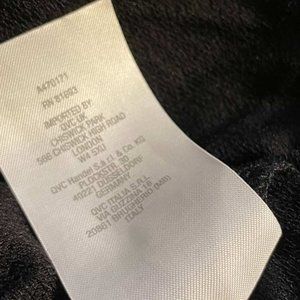 A470171
RN 81893
IMPORTED BY:
QVC UK
CHISWICK PARK
566 CHISWICK HIGH ROAD
LONDON
W4 5XU
QVC Handel S.à r.l. & Co. KG
PLOCKSTR. 30
40221 DÜSSELDORF
GERMANY
QVC ITALIA S.R.L.
VIA GUZZINA 18
20861 BRUGHERIO (MB)
ITALY